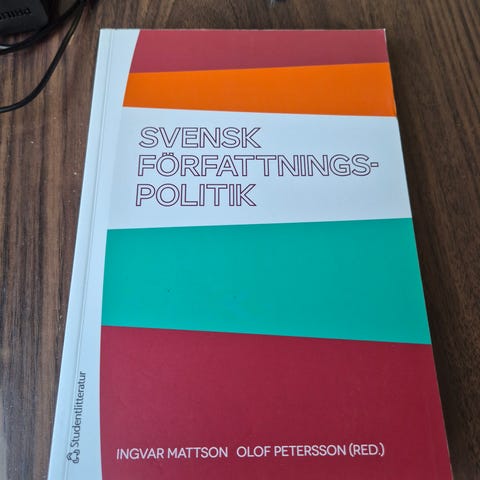 SVENSK
FÖRFATTNINGS-
POLITIK
Studentlitteratur
INGVAR MATTSON OLOF PETERSSON (RED.)